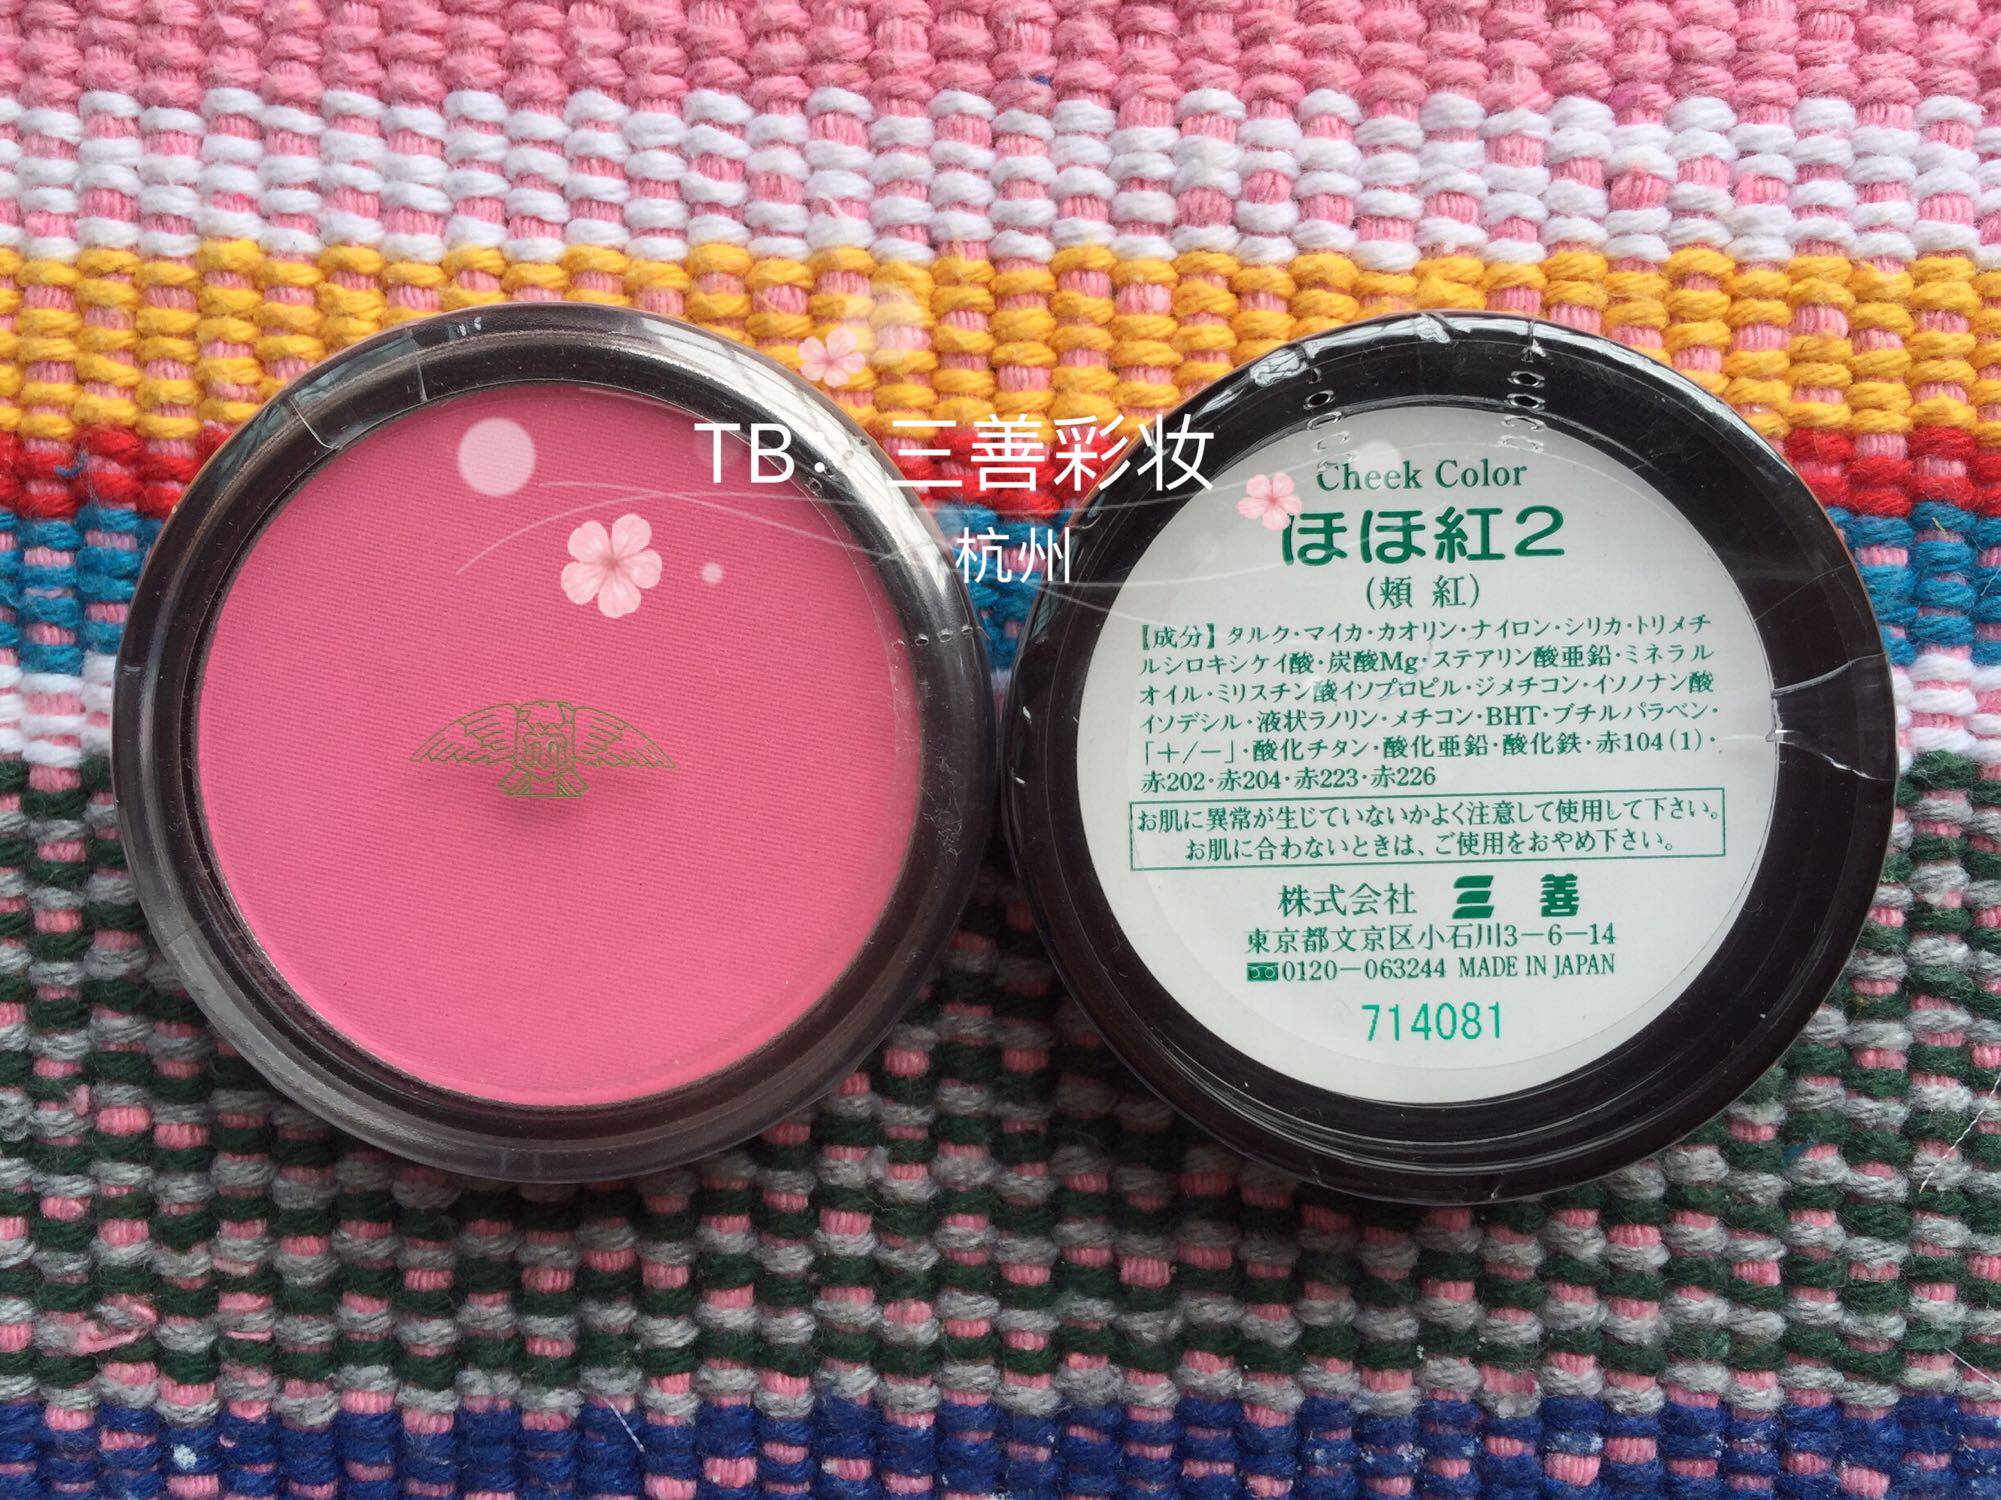 TB：三善彩妆
杭州
Cheek Color
ほほ紅2
（頬 紅）
【成分】タルク・マイカ・カオリン・ナイロン・シリカ・トリメチ
ルシロキシケイ酸・炭酸Mg・ステアリン酸亜鉛・ミネラル
オイル・ミリスチン酸イソプロピル・ジメチコン・イソノナン酸
イソデシル・液状ラノリン・メチコン・BHT・ブチルパラベン・
「＋/－」・酸化チタン・酸化亜鉛・酸化鉄・赤104(1)・
赤202・赤204・赤223・赤226
お肌に異常が生じていないかよく注意して使用して下さい。
お肌に合わないときは、ご使用をおやめ下さい。
株式会社 三善
東京都文京区小石川3－6－14
0120－063244 MADE IN JAPAN
714081